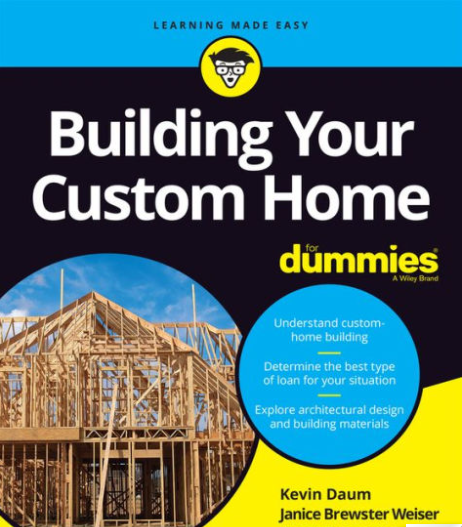 LEARNING MADE EASY
Building Your
Custom Home
for
dummies®
A Wiley Brand
Understand custom-
home building
Determine the best type
of loan for your situation
Explore architectural design
and building materials
Kevin Daum
Janice Brewster Weiser